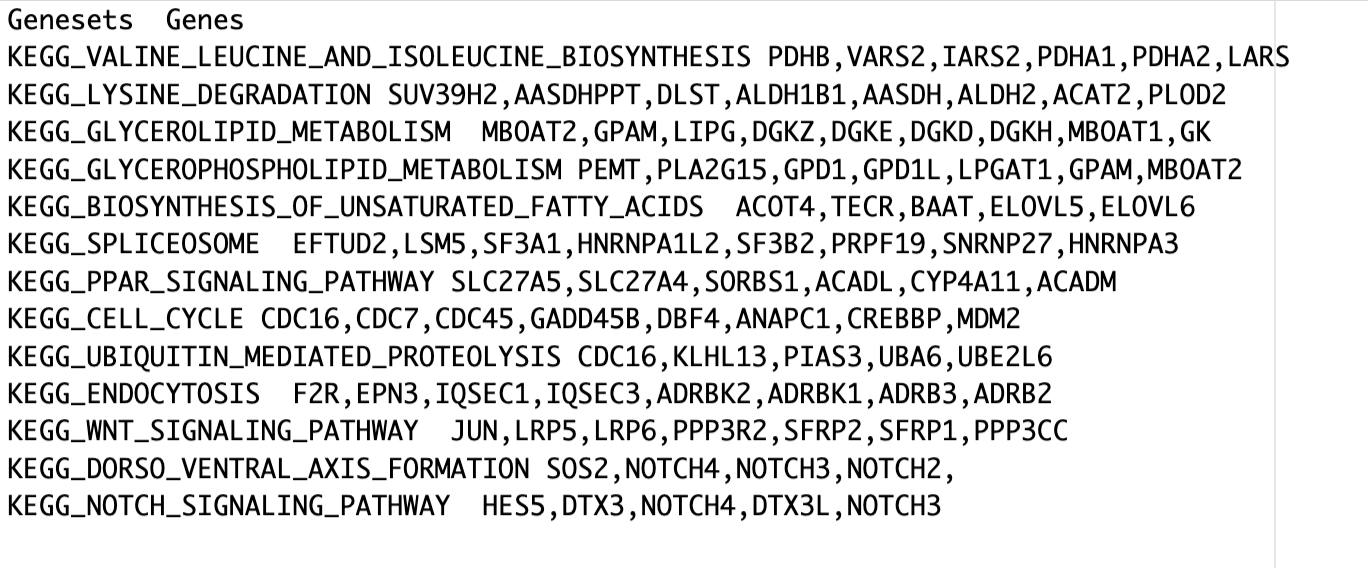 Genesets  Genes
KEGG_VALINE_LEUCINE_AND_ISOLEUCINE_BIOSYNTHESIS PDHB,VARS2,IARS2,PDHA1,PDHA2,LARS
KEGG_LYSINE_DEGRADATION SUV39H2,AASDHPPT,DLST,ALDH1B1,AASDH,ALDH2,ACAT2,PLOD2
KEGG_GLYCEROLIPID_METABOLISM  MBOAT2,GPAM,LIPG,DGKZ,DGKE,DGKD,DGKH,MBOAT1,GK
KEGG_GLYCEROPHOSPHOLIPID_METABOLISM PEMT,PLA2G15,GPD1,GPD1L,LPGAT1,GPAM,MBOAT2
KEGG_BIOSYNTHESIS_OF_UNSATURATED_FATTY_ACIDS  ACOT4,TECR,BAAT,ELOVL5,ELOVL6
KEGG_SPLICEOSOME  EFTUD2,LSM5,SF3A1,HNRNPA1L2,SF3B2,PRPF19,SNRNP27,HNRNPA3
KEGG_PPAR_SIGNALING_PATHWAY SLC27A5,SLC27A4,SORBS1,ACADL,CYP4A11,ACADM
KEGG_CELL_CYCLE CDC16,CDC7,CDC45,GADD45B,DBF4,ANAPC1,CREBBP,MDM2
KEGG_UBIQUITIN_MEDIATED_PROTEOLYSIS CDC16,KLHL13,PIAS3,UBA6,UBE2L6
KEGG_ENDOCYTOSIS  F2R,EPN3,IQSEC1,IQSEC3,ADRBK2,ADRBK1,ADRB3,ADRB2
KEGG_WNT_SIGNALING_PATHWAY  JUN,LRP5,LRP6,PPP3R2,SFRP2,SFRP1,PPP3CC
KEGG_DORSO_VENTRAL_AXIS_FORMATION SOS2,NOTCH4,NOTCH3,NOTCH2,
KEGG_NOTCH_SIGNALING_PATHWAY  HES5,DTX3,NOTCH4,DTX3L,NOTCH3